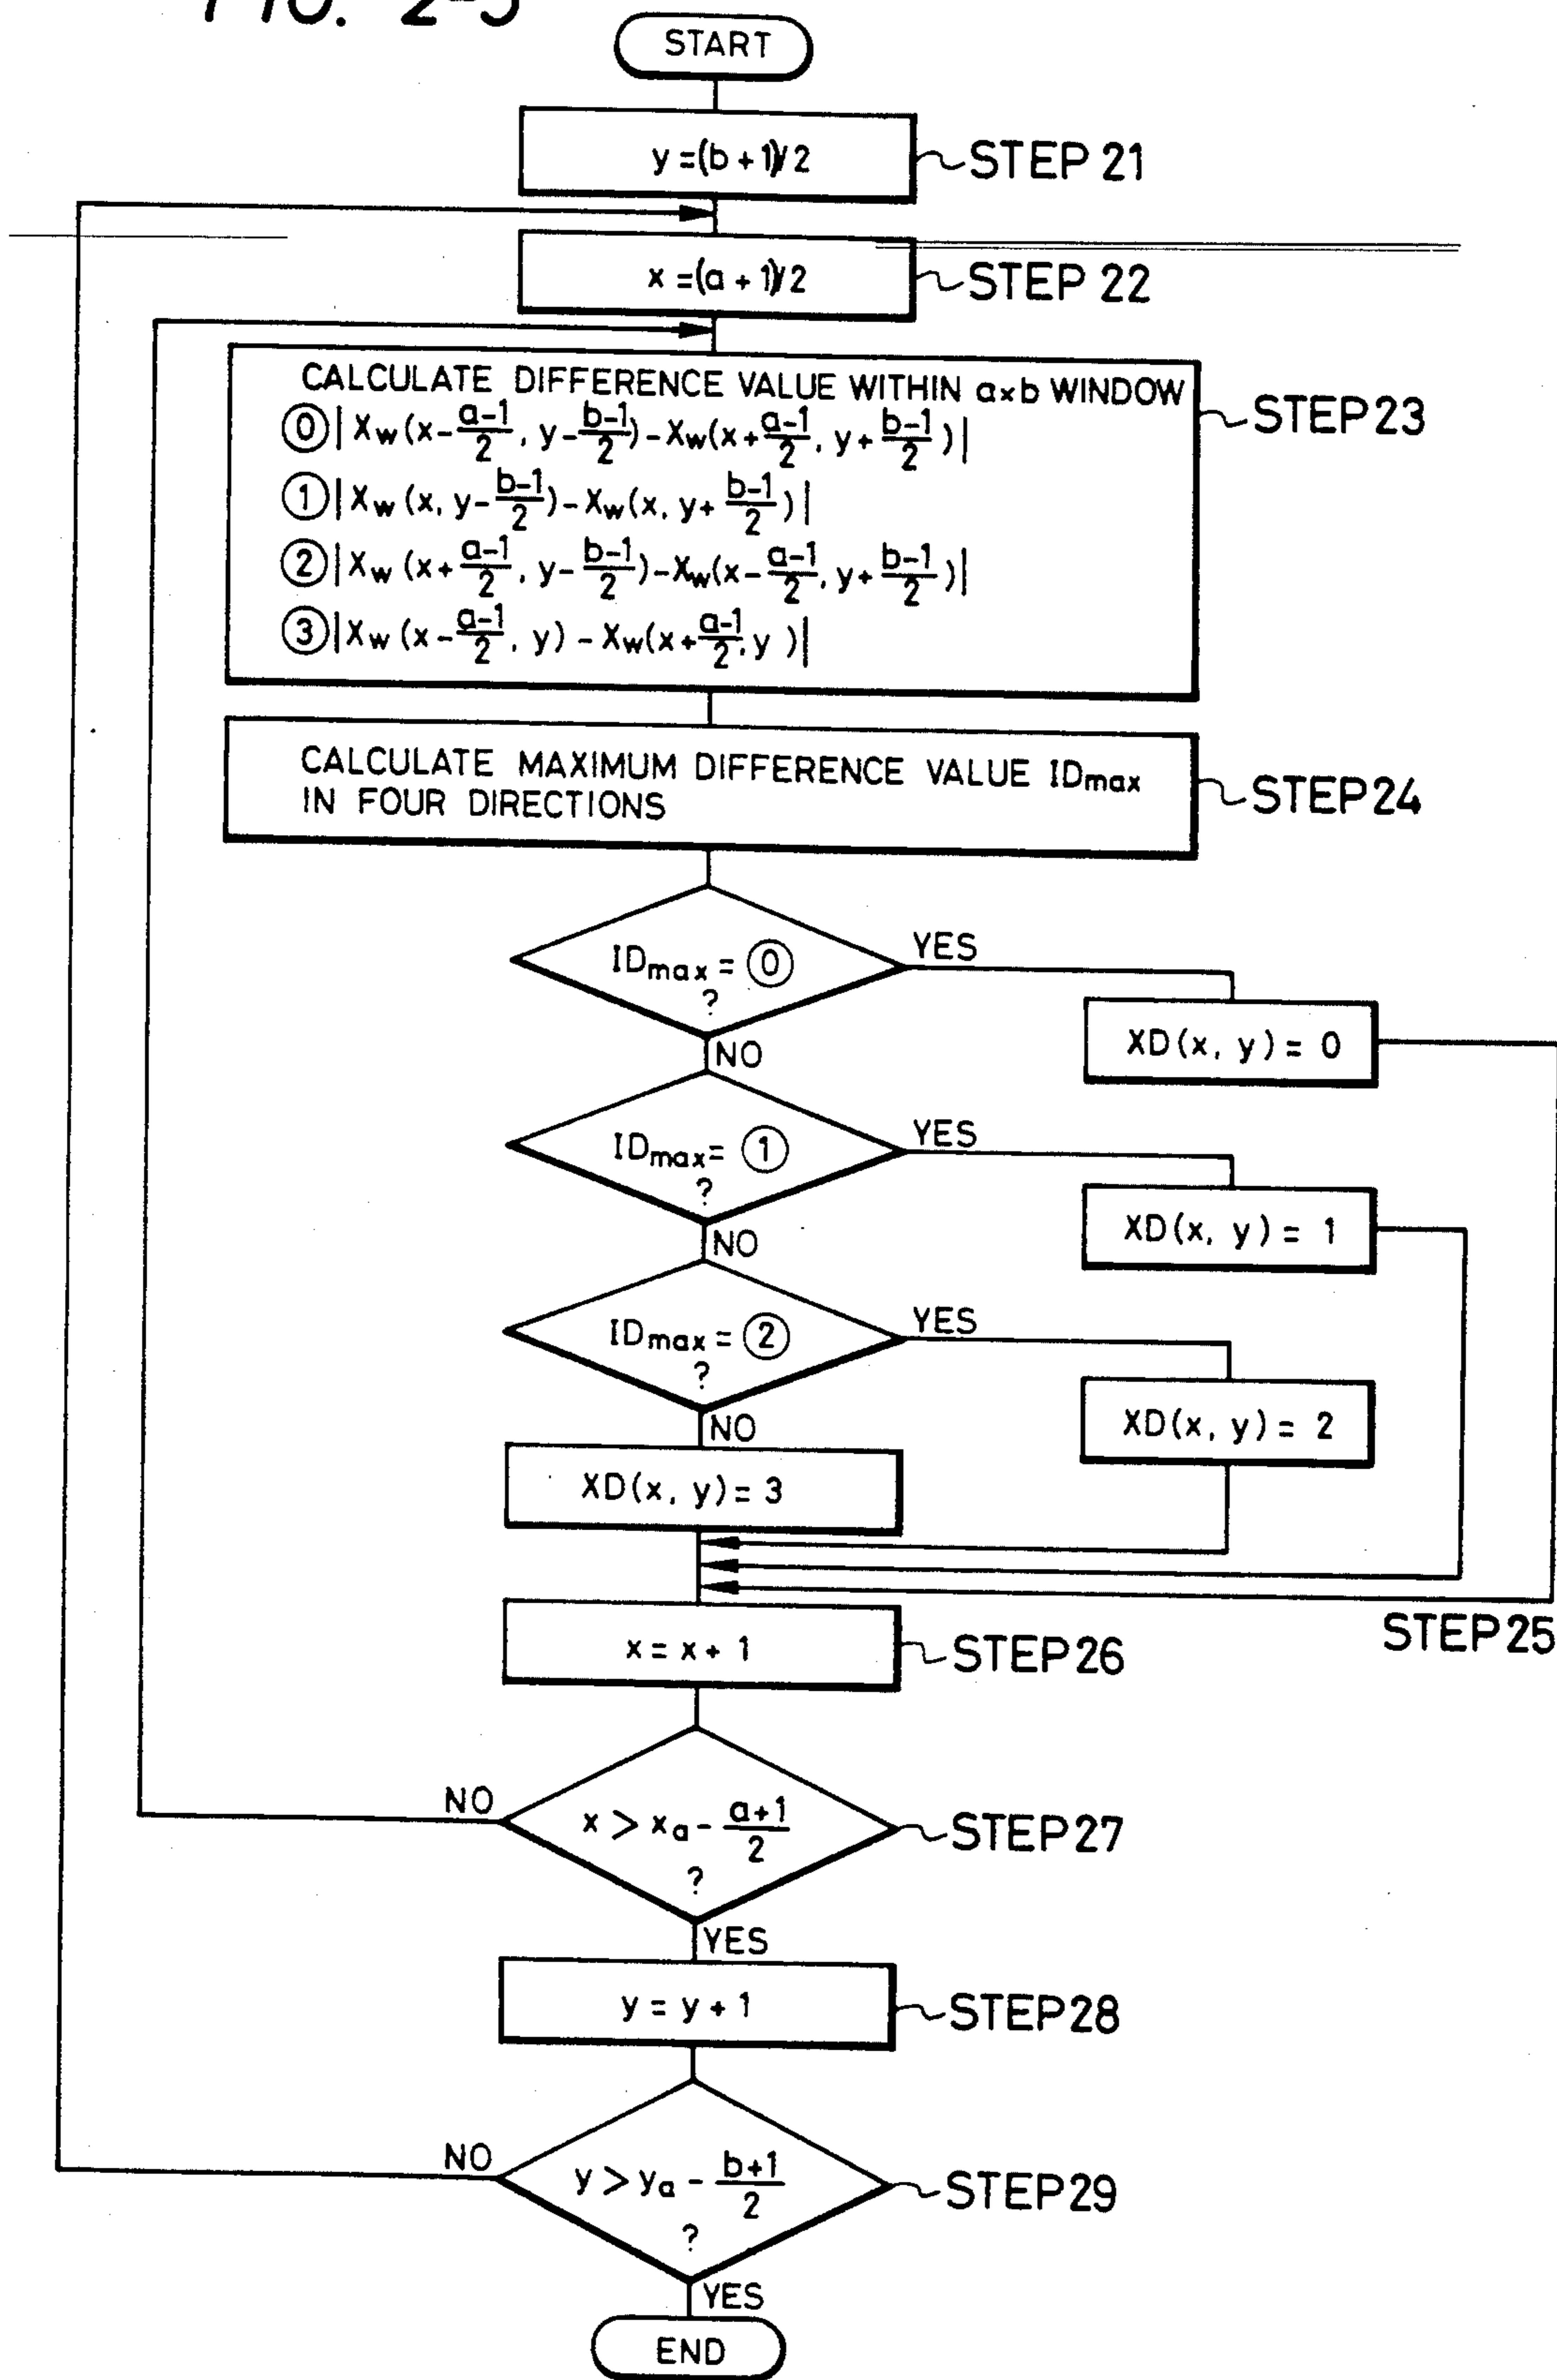 FIG. 2-3
START
y = (b + 1)/2
STEP 21
x = (a + 1)/2
STEP 22
CALCULATE DIFFERENCE VALUE WITHIN a×b WINDOW
⓪ | Xw (x - (a-1)/2, y - (b-1)/2) - Xw (x + (a-1)/2, y + (b-1)/2) |
① | Xw (x, y - (b-1)/2) - Xw (x, y + (b-1)/2) |
② | Xw (x + (a-1)/2, y - (b-1)/2) - Xw (x - (a-1)/2, y + (b-1)/2) |
③ | Xw (x - (a-1)/2, y) - Xw (x + (a-1)/2, y) |
STEP 23
CALCULATE MAXIMUM DIFFERENCE VALUE IDmax
IN FOUR DIRECTIONS
STEP 24
IDmax = ⓪
?
YES
XD(x, y) = 0
NO
IDmax = ①
?
YES
XD(x, y) = 1
NO
IDmax = ②
?
YES
XD(x, y) = 2
NO
XD(x, y) = 3
STEP 25
x = x + 1
STEP 26
NO
x > xa - (a+1)/2
?
STEP 27
YES
y = y + 1
STEP 28
NO
y > ya - (b+1)/2
?
STEP 29
YES
END